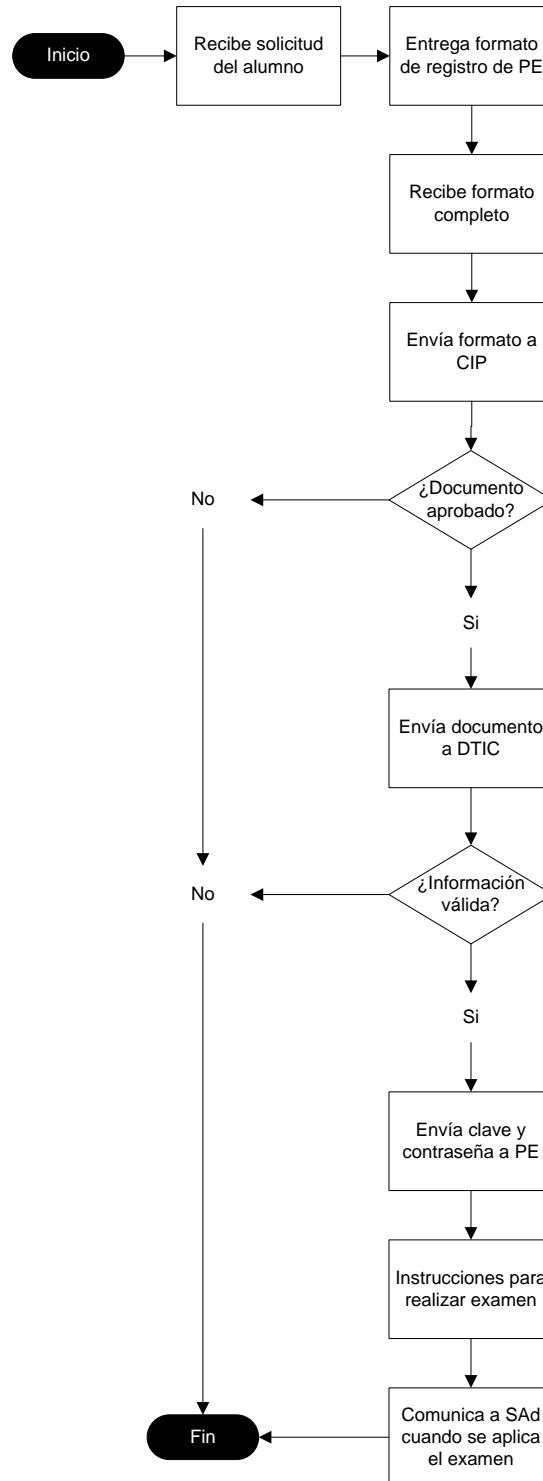 Inicio
Recibe solicitud
del alumno
Entrega formato
de registro de PE
Recibe formato
completo
Envía formato a
CIP
¿Documento
aprobado?
No
Si
Envía documento
a DTIC
¿Información
válida?
No
Si
Envía clave y
contraseña a PE
Instrucciones para
realizar examen
Comunica a SAd
cuando se aplica
el examen
Fin